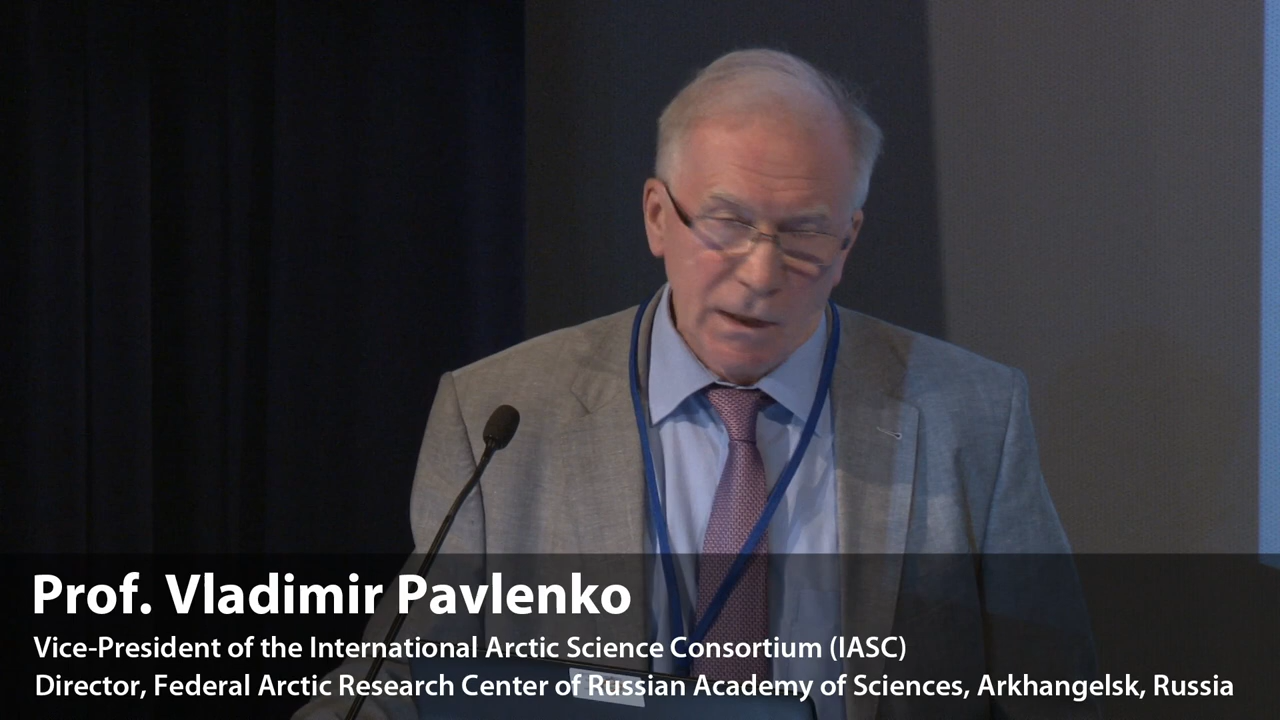 Prof. Vladimir Pavlenko
Vice-President of the International Arctic Science Consortium (IASC)
Director, Federal Arctic Research Center of Russian Academy of Sciences, Arkhangelsk, Russia